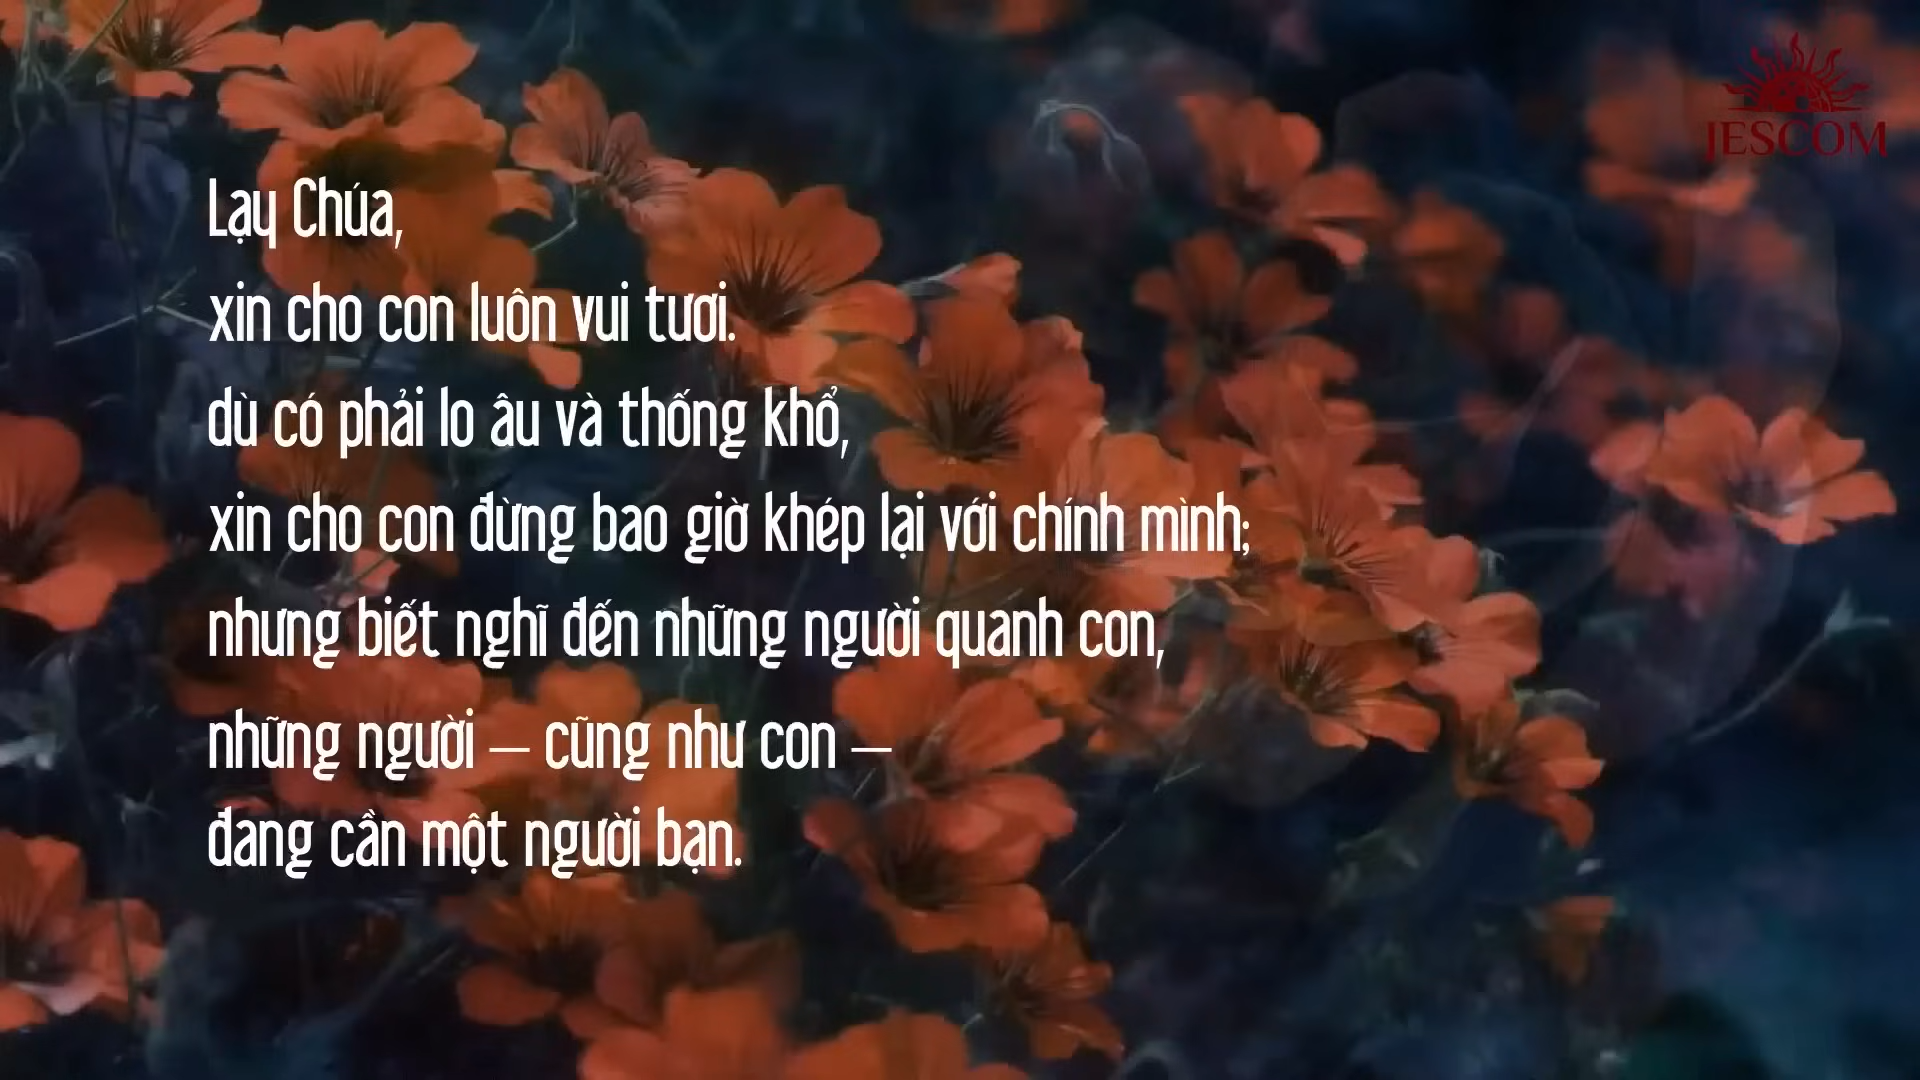 JESCOM
Lạy Chúa,
xin cho con luôn vui tươi.
dù có phải lo âu và thống khổ,
xin cho con đừng bao giờ khép lại với chính mình;
nhưng biết nghĩ đến những người quanh con,
những người – cũng như con –
đang cần một người bạn.